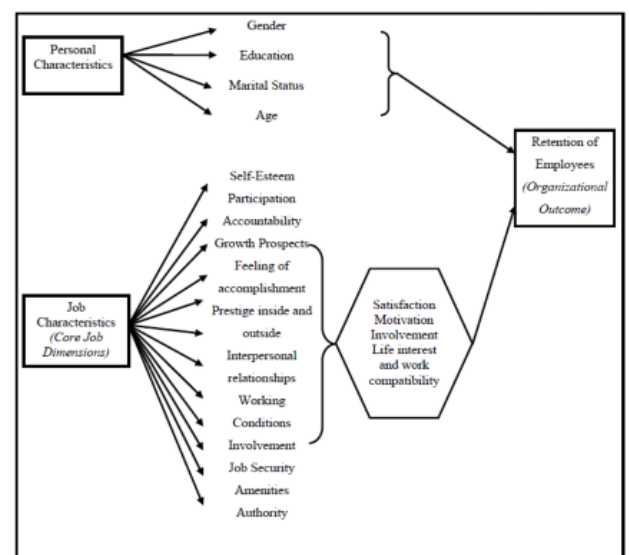 Personal
Characteristics
Gender
Education
Marital Status
Age
Retention of
Employees
(Organizational
Outcome)
Job
Characteristics
(Core Job
Dimensions)
Self-Esteem
Participation
Accountability
Growth Prospects
Feeling of
accomplishment
Prestige inside and
outside
Interpersonal
relationships
Working
Conditions
Involvement
Job Security
Amenities
Authority
Satisfaction
Motivation
Involvement
Life interest
and work
compatibility